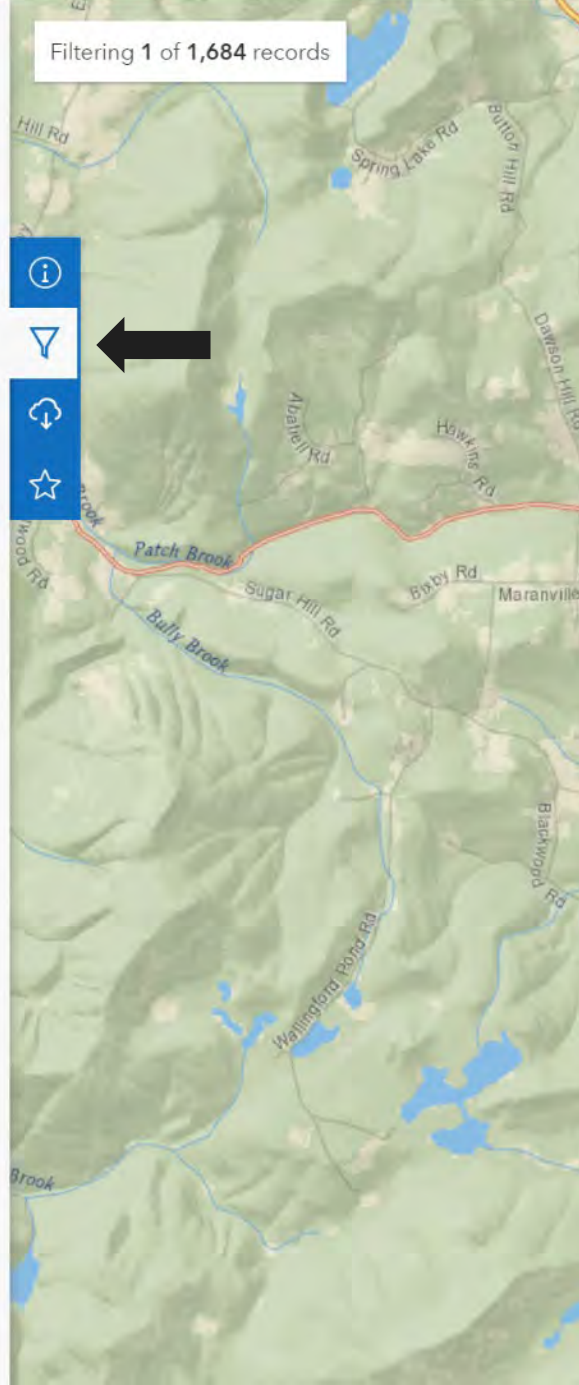 Filtering 1 of 1,684 records
Hill Rd
Spring Lake Rd
Button Hill Rd
Dawson Hill Rd
Abatiell Rd
Hawkins Rd
Brook
Patch Brook
wood Rd
Sugar Hill Rd
Bixby Rd
Maranville
Bully Brook
Blackwood Rd
Wallingford Pond Rd
Brook